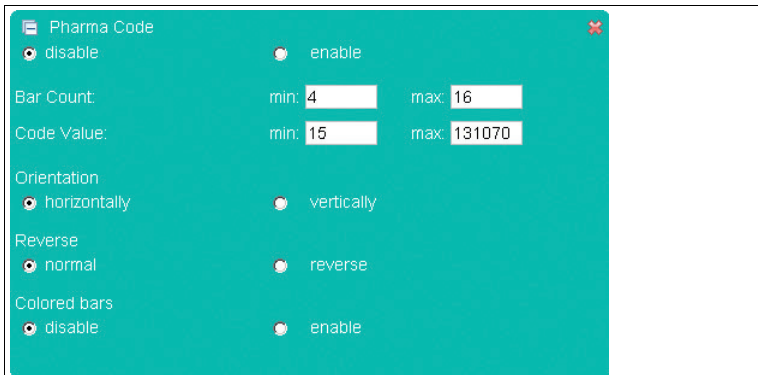 Pharma Code
disable enable
Bar Count: min: 4 max: 16
Code Value: min: 15 max: 131070
Orientation
horizontally vertically
Reverse
normal reverse
Colored bars
disable enable